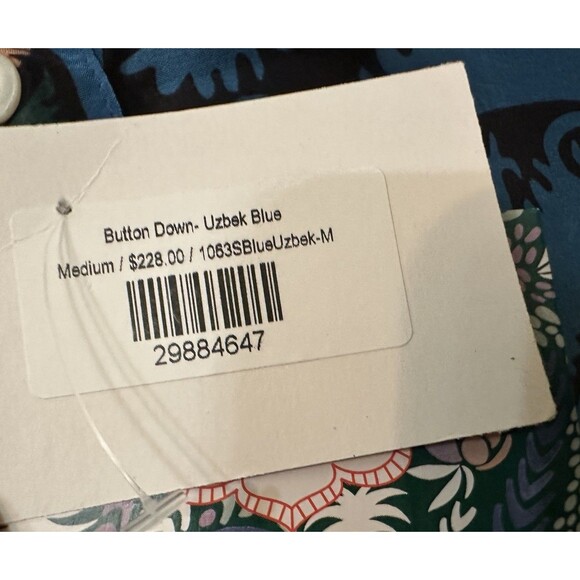 Button Down- Uzbek Blue
Medium / $228.00 / 1063SBlueUzbek-M
29884647